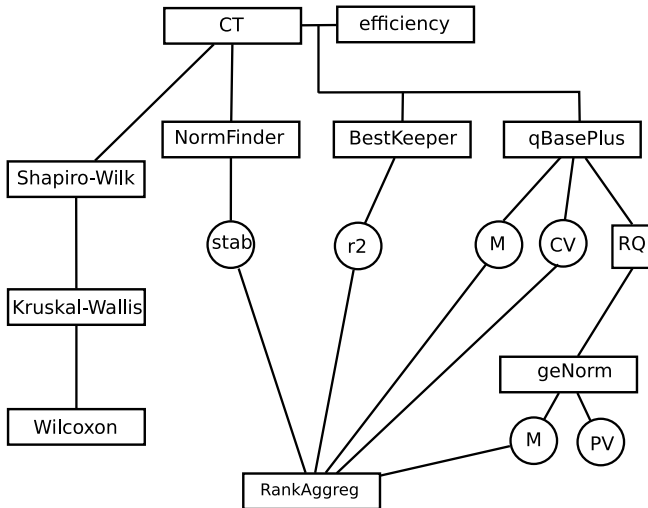 CT
efficiency
NormFinder
BestKeeper
qBasePlus
Shapiro-Wilk
stab
r2
M
CV
RQ
Kruskal-Wallis
geNorm
Wilcoxon
M
PV
RankAggreg